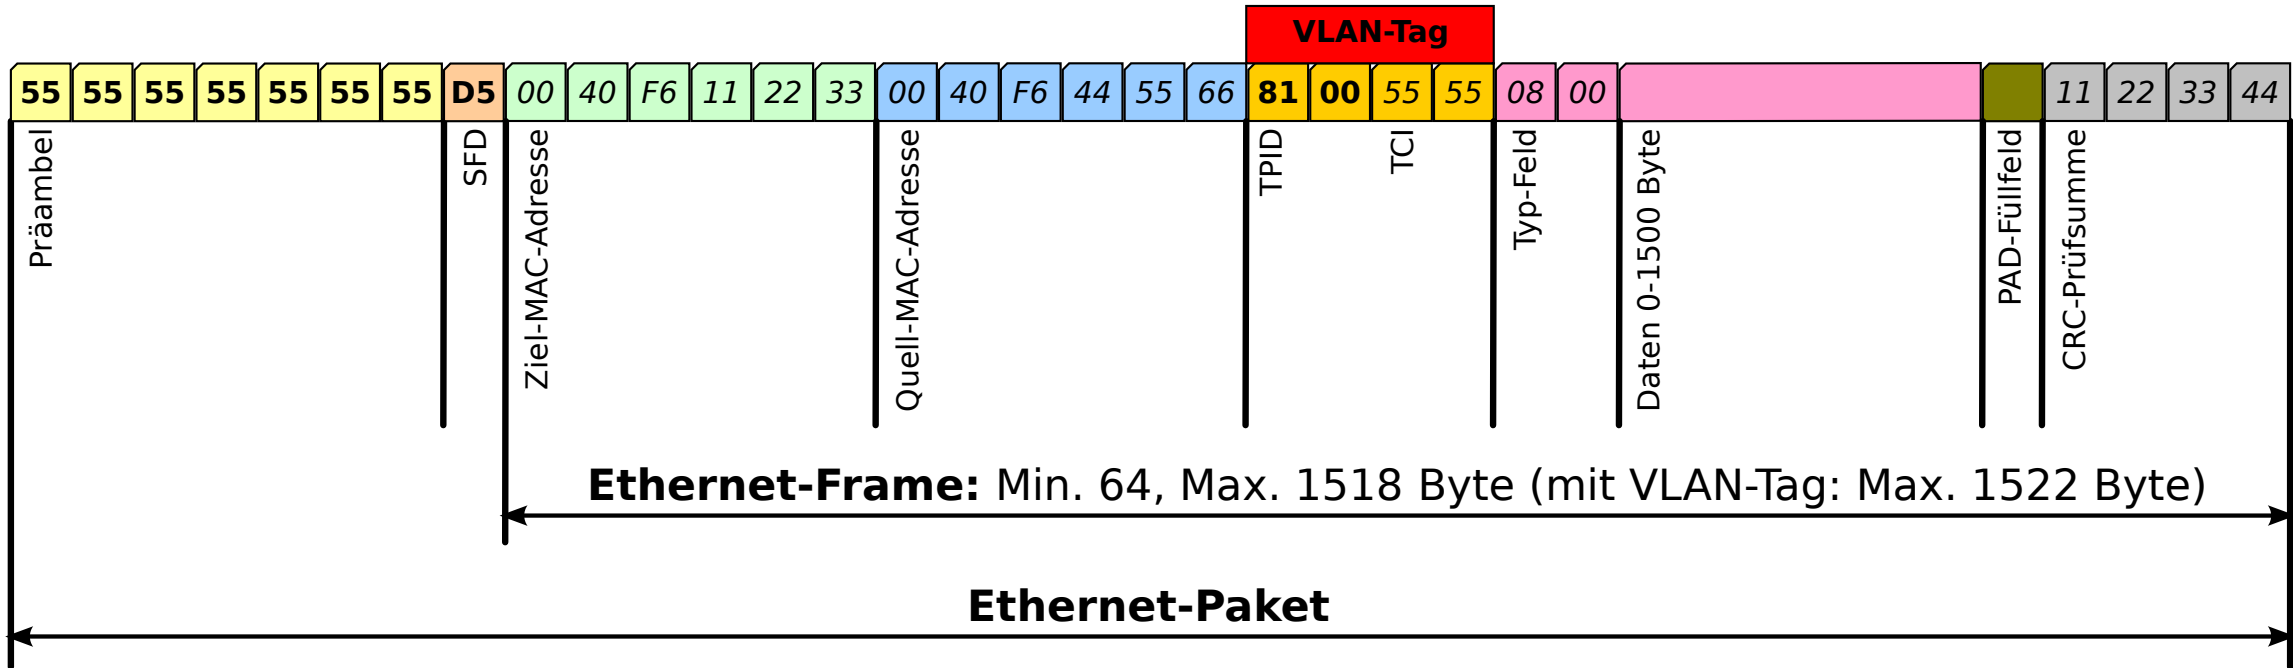 VLAN-Tag
55 55 55 55 55 55 55 D5 00 40 F6 11 22 33 00 40 F6 44 55 66 81 00 55 55 08 00 11 22 33 44
Präambel
SFD
Ziel-MAC-Adresse
Quell-MAC-Adresse
TPID
TCI
Typ-Feld
Daten 0-1500 Byte
PAD-Füllfeld
CRC-Prüfsumme
Ethernet-Frame: Min. 64, Max. 1518 Byte (mit VLAN-Tag: Max. 1522 Byte)
Ethernet-Paket